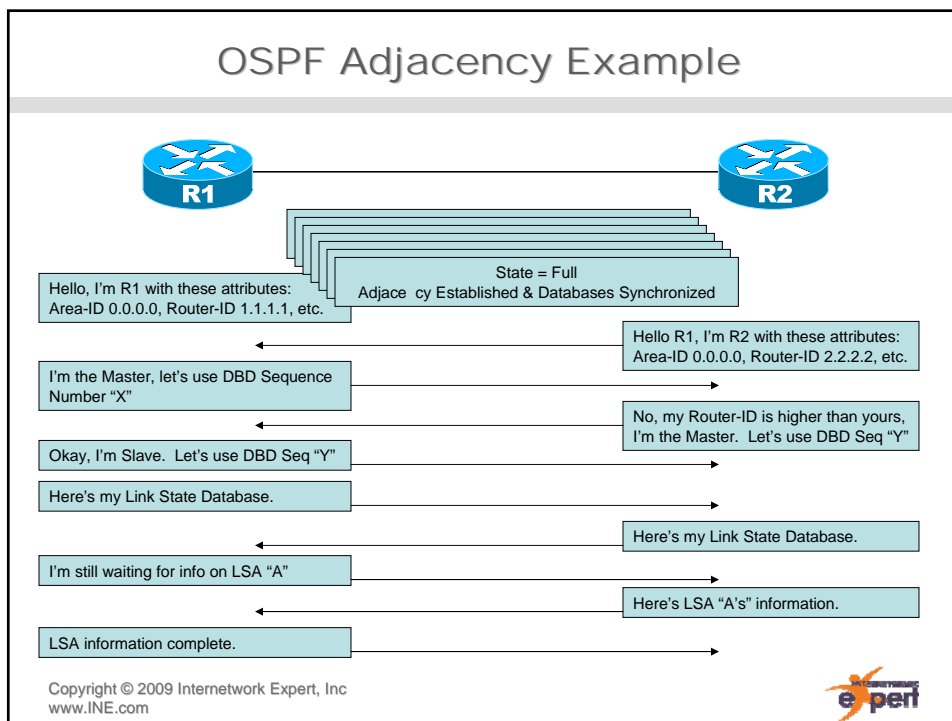 OSPF Adjacency Example
R1
R2
State = Full
Adjace cy Established & Databases Synchronized
Hello, I'm R1 with these attributes:
Area-ID 0.0.0.0, Router-ID 1.1.1.1, etc.
Hello R1, I'm R2 with these attributes:
Area-ID 0.0.0.0, Router-ID 2.2.2.2, etc.
I'm the Master, let's use DBD Sequence
Number “X”
No, my Router-ID is higher than yours,
I'm the Master. Let's use DBD Seq “Y”
Okay, I'm Slave. Let's use DBD Seq “Y”
Here's my Link State Database.
Here's my Link State Database.
I'm still waiting for info on LSA “A”
Here's LSA “A's” information.
LSA information complete.
Copyright © 2009 Internetwork Expert, Inc
www.INE.com